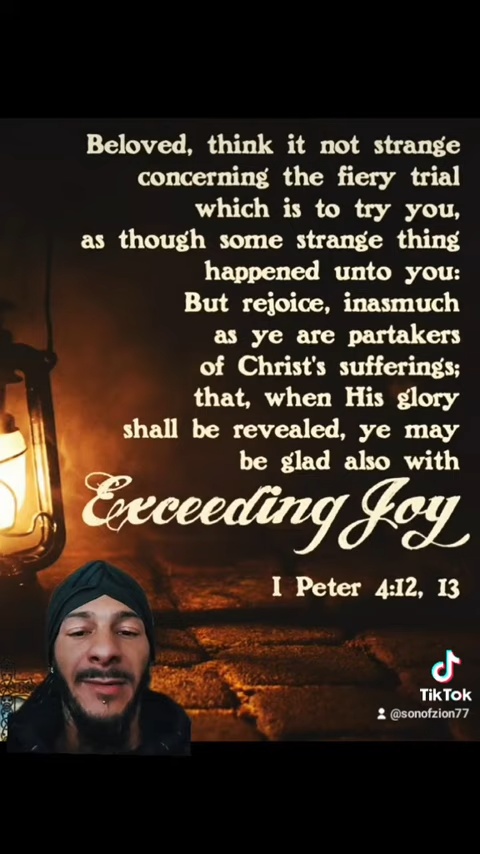 Beloved, think it not strange
concerning the fiery trial
which is to try you,
as though some strange thing
happened unto you:
But rejoice, inasmuch
as ye are partakers
of Christ's sufferings;
that, when His glory
shall be revealed, ye may
be glad also with
Exceeding Joy
I Peter 4:12, 13
TikTok
@sonofzion77